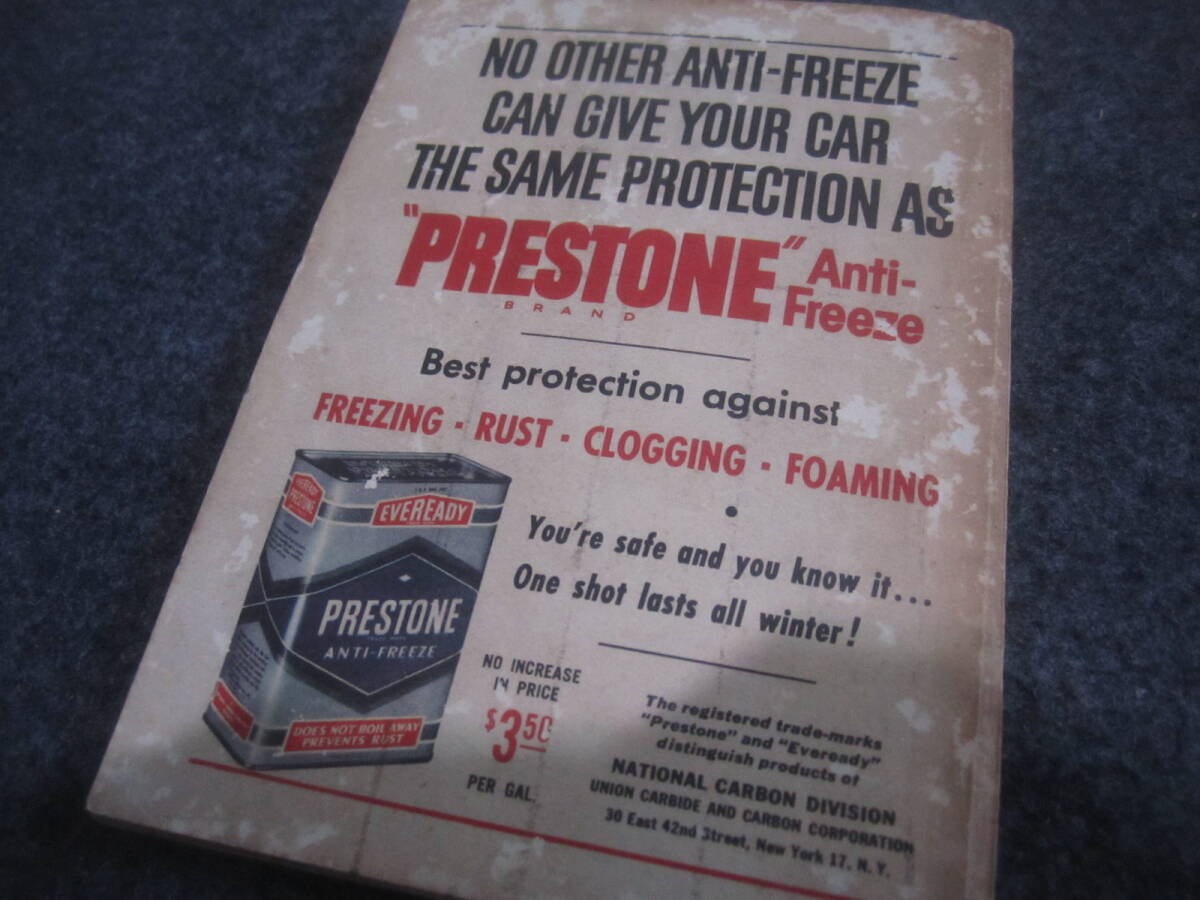 NO OTHER ANTI-FREEZE
CAN GIVE YOUR CAR
THE SAME PROTECTION AS
"PRESTONE" Anti-
Freeze
BRAND
Best protection against
FREEZING · RUST · CLOGGING · FOAMING
You're safe and you know it...
One shot lasts all winter!
EVEREADY
PRESTONE
TRADE MARK
ANTI-FREEZE
DOES NOT BOIL AWAY
PREVENTS RUST
EVEREADY
PRESTONE
NO INCREASE
IN PRICE
$3.50
PER GAL.
The registered trade-marks
"Prestone" and "Eveready"
distinguish products of
NATIONAL CARBON DIVISION
UNION CARBIDE AND CARBON CORPORATION
30 East 42nd Street, New York 17, N. Y.